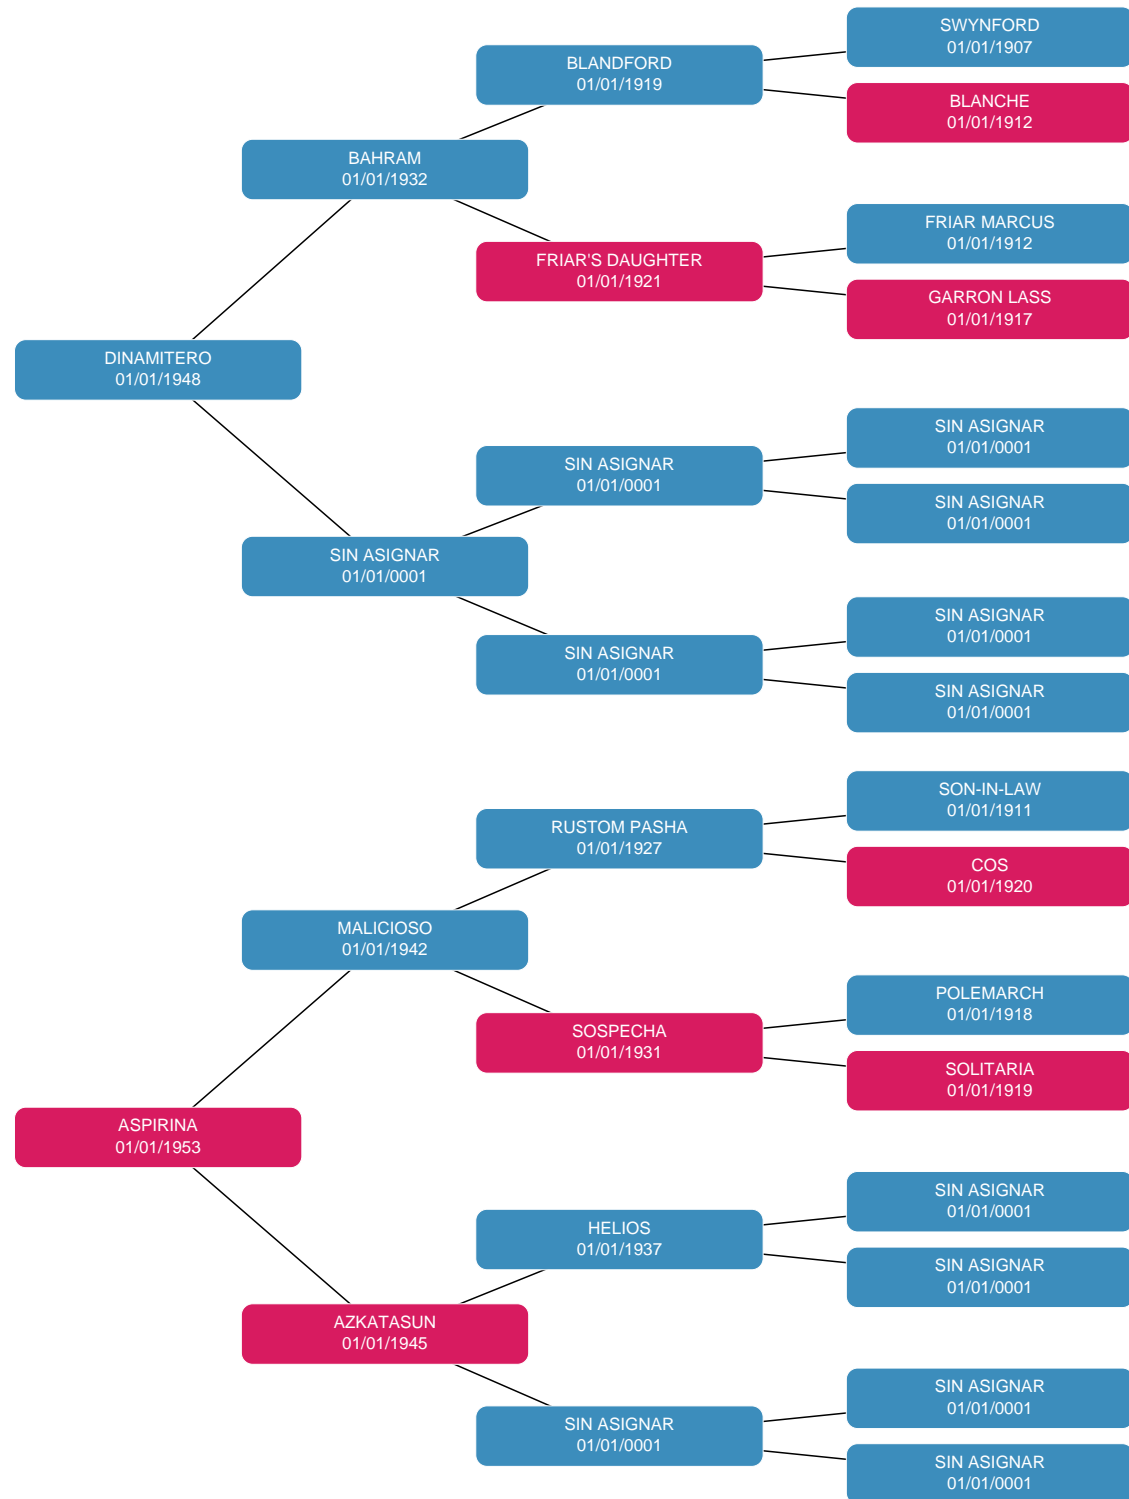 SWYNFORD
01/01/1907
BLANDFORD
01/01/1919
BLANCHE
01/01/1912
BAHRAM
01/01/1932
FRIAR MARCUS
01/01/1912
FRIAR'S DAUGHTER
01/01/1921
GARRON LASS
01/01/1917
DINAMITERO
01/01/1948
SIN ASIGNAR
01/01/0001
SIN ASIGNAR
01/01/0001
SIN ASIGNAR
01/01/0001
SIN ASIGNAR
01/01/0001
SIN ASIGNAR
01/01/0001
SIN ASIGNAR
01/01/0001
SIN ASIGNAR
01/01/0001
SON-IN-LAW
01/01/1911
RUSTOM PASHA
01/01/1927
COS
01/01/1920
MALICIOSO
01/01/1942
POLEMARCH
01/01/1918
SOSPECHA
01/01/1931
SOLITARIA
01/01/1919
ASPIRINA
01/01/1953
SIN ASIGNAR
01/01/0001
HELIOS
01/01/1937
SIN ASIGNAR
01/01/0001
AZKATASUN
01/01/1945
SIN ASIGNAR
01/01/0001
SIN ASIGNAR
01/01/0001
SIN ASIGNAR
01/01/0001